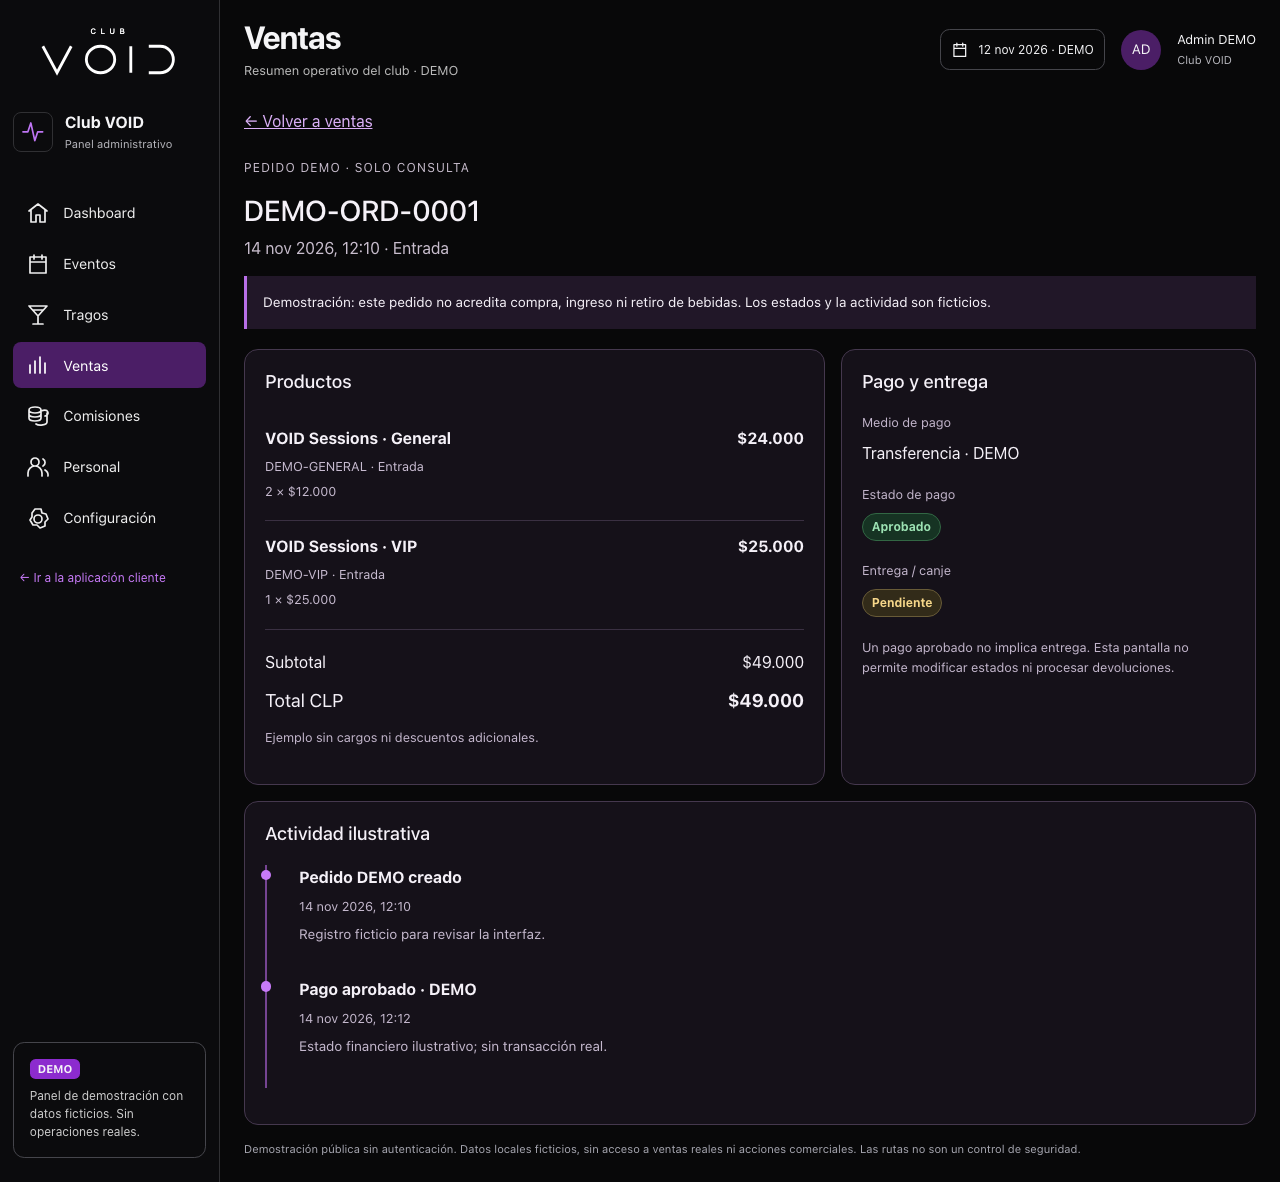 CLUB
VOID
Club VOID
Panel administrativo
Dashboard
Eventos
Tragos
Ventas
Comisiones
Personal
Configuración
← Ir a la aplicación cliente
DEMO
Panel de demostración con
datos ficticios. Sin
operaciones reales.
Ventas
Resumen operativo del club · DEMO
12 nov 2026 · DEMO
AD
Admin DEMO
Club VOID
← Volver a ventas
PEDIDO DEMO · SOLO CONSULTA
DEMO-ORD-0001
14 nov 2026, 12:10 · Entrada
Demostración: este pedido no acredita compra, ingreso ni retiro de bebidas. Los estados y la actividad son ficticios.
Productos
VOID Sessions · General $24.000
DEMO-GENERAL · Entrada
2 × $12.000
VOID Sessions · VIP $25.000
DEMO-VIP · Entrada
1 × $25.000
Subtotal $49.000
Total CLP $49.000
Ejemplo sin cargos ni descuentos adicionales.
Pago y entrega
Medio de pago
Transferencia · DEMO
Estado de pago
Aprobado
Entrega / canje
Pendiente
Un pago aprobado no implica entrega. Esta pantalla no
permite modificar estados ni procesar devoluciones.
Actividad ilustrativa
Pedido DEMO creado
14 nov 2026, 12:10
Registro ficticio para revisar la interfaz.
Pago aprobado · DEMO
14 nov 2026, 12:12
Estado financiero ilustrativo; sin transacción real.
Demostración pública sin autenticación. Datos locales ficticios, sin acceso a ventas reales ni acciones comerciales. Las rutas no son un control de seguridad.